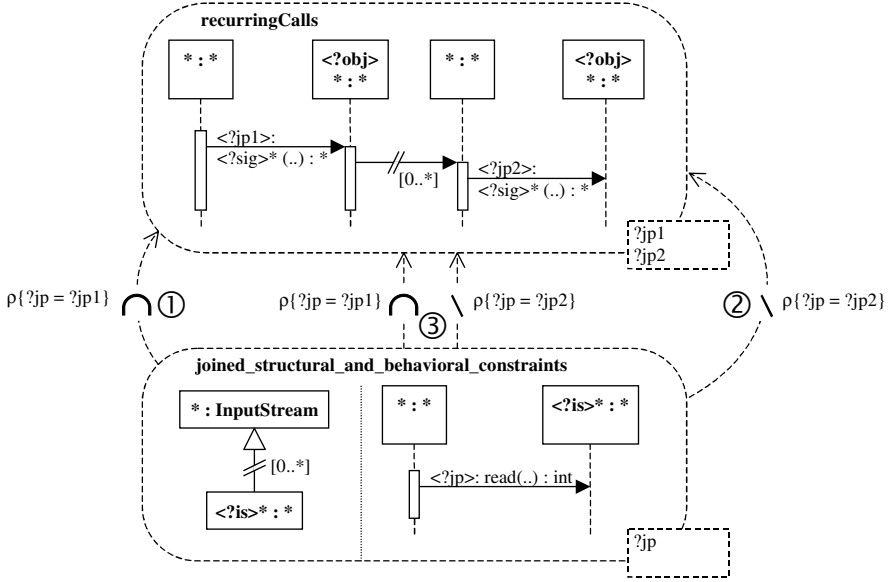 recurringCalls
* : *
<?obj>
* : *
* : *
<?obj>
* : *
<?jp1>:
<?sig>* (..) : *
[0..*]
<?jp2>:
<?sig>* (..) : *
?jp1
?jp2
ρ{?jp = ?jp1}
①
ρ{?jp = ?jp1}
③
ρ{?jp = ?jp2}
②
ρ{?jp = ?jp2}
joined_structural_and_behavioral_constraints
* : InputStream
[0..*]
<?is>* : *
* : *
<?is>* : *
<?jp>: read(..) : int
?jp